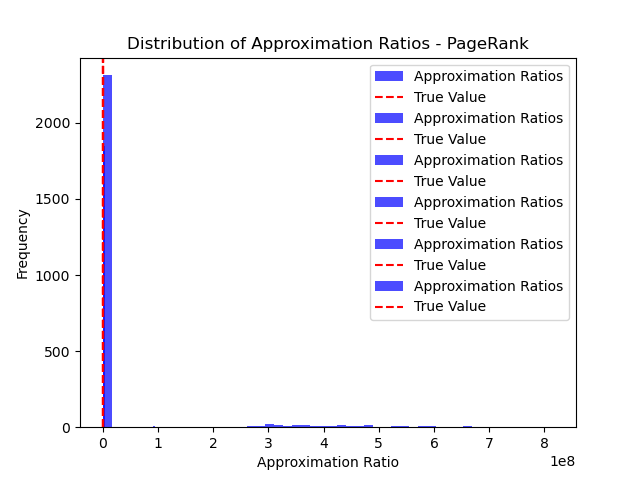 Distribution of Approximation Ratios - PageRank
Approximation Ratios
True Value
Approximation Ratios
True Value
Approximation Ratios
True Value
Approximation Ratios
True Value
Approximation Ratios
True Value
Approximation Ratios
True Value
Frequency
2000
1500
1000
500
0
0 1 2 3 4 5 6 7 8
1e8
Approximation Ratio